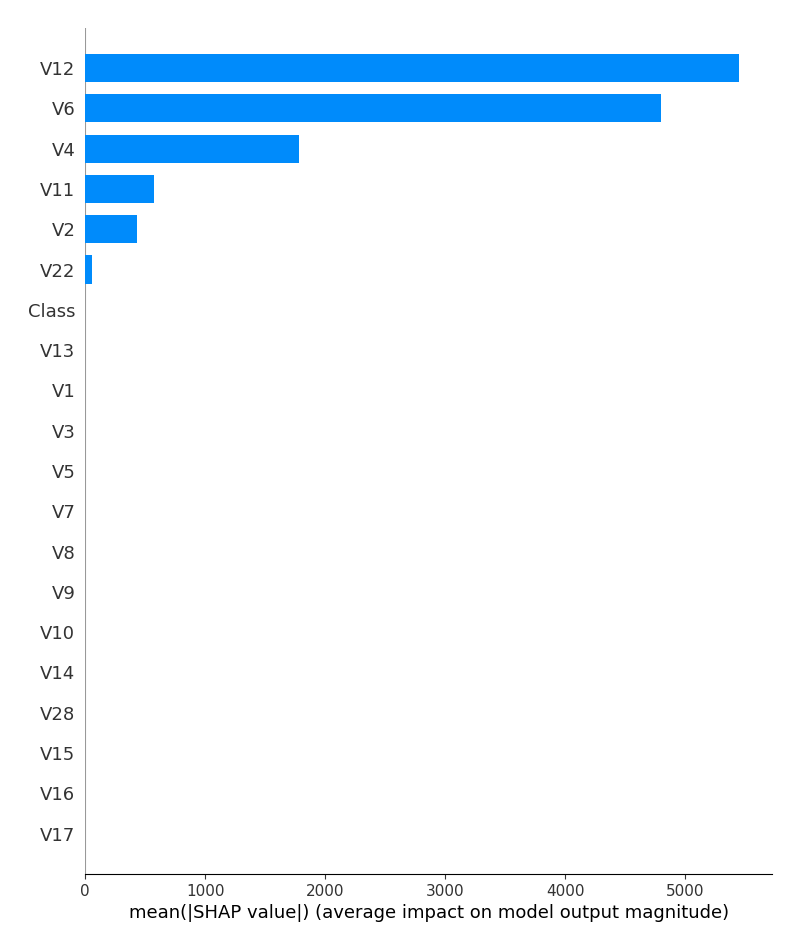 V12
V6
V4
V11
V2
V22
Class
V13
V1
V3
V5
V7
V8
V9
V10
V14
V28
V15
V16
V17
0 1000 2000 3000 4000 5000
mean(|SHAP value|) (average impact on model output magnitude)